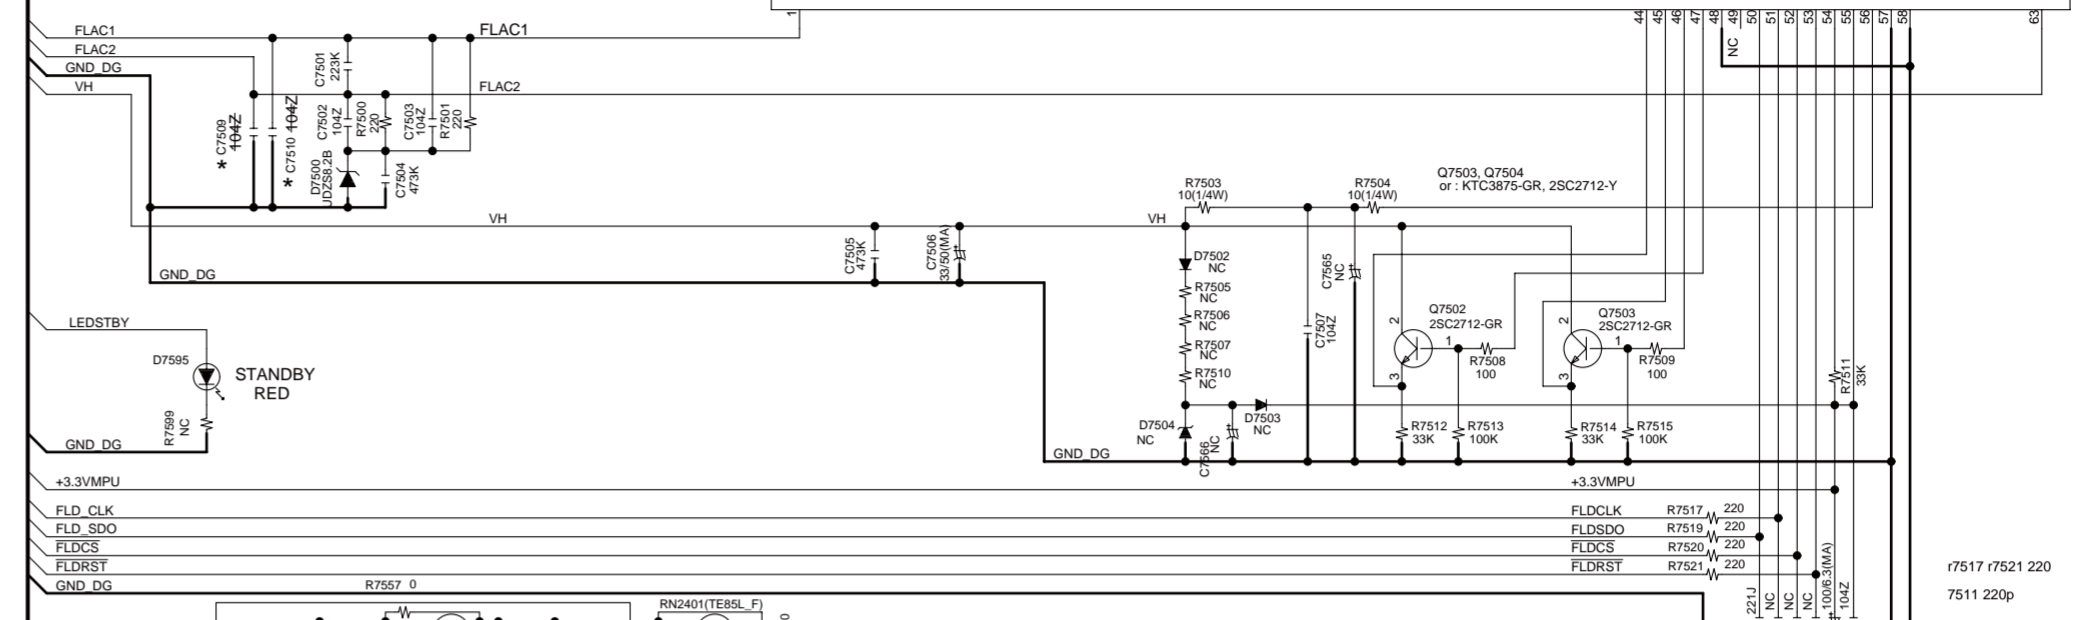 1
44
45
46
47
48
49
50
51
52
53
54
55
56
57
58
63
NC
FLAC1
FLAC1
FLAC2
FLAC2
GND_DG
VH
C7501
223K
C7509
104Z
*
C7510 104Z
*
C7502
104Z
R7500
220
C7503
104Z
R7501
220
D7500
UDZS8.2B
C7504
473K
VH
VH
GND_DG
C7505
473K
C7506
33/50(MA)
R7503
10(1/4W)
R7504
10(1/4W)
Q7503, Q7504
or : KTC3875-GR, 2SC2712-Y
D7502
NC
R7505
NC
R7506
NC
R7507
NC
R7510
NC
C7507
104Z
C7565
NC
Q7502
2SC2712-GR
2
1
3
R7508
100
Q7503
2SC2712-GR
2
1
3
R7509
100
R7511
33K
D7503
NC
D7504
NC
C7566
NC
R7512
33K
R7513
100K
R7514
33K
R7515
100K
GND_DG
LEDSTBY
D7595
STANDBY
RED
R7599
NC
GND_DG
+3.3VMPU
+3.3VMPU
FLD_CLK
FLDCLK
R7517
220
FLD_SDO
FLDSDO
R7519
220
FLDCS
FLDCS
R7520
220
FLDRST
FLDRST
R7521
220
GND_DG
R7557 0
RN2401(TE85L_F)
0
221J
NC
NC
NC
100/6.3(MA)
104Z
r7517 r7521 220
7511 220p